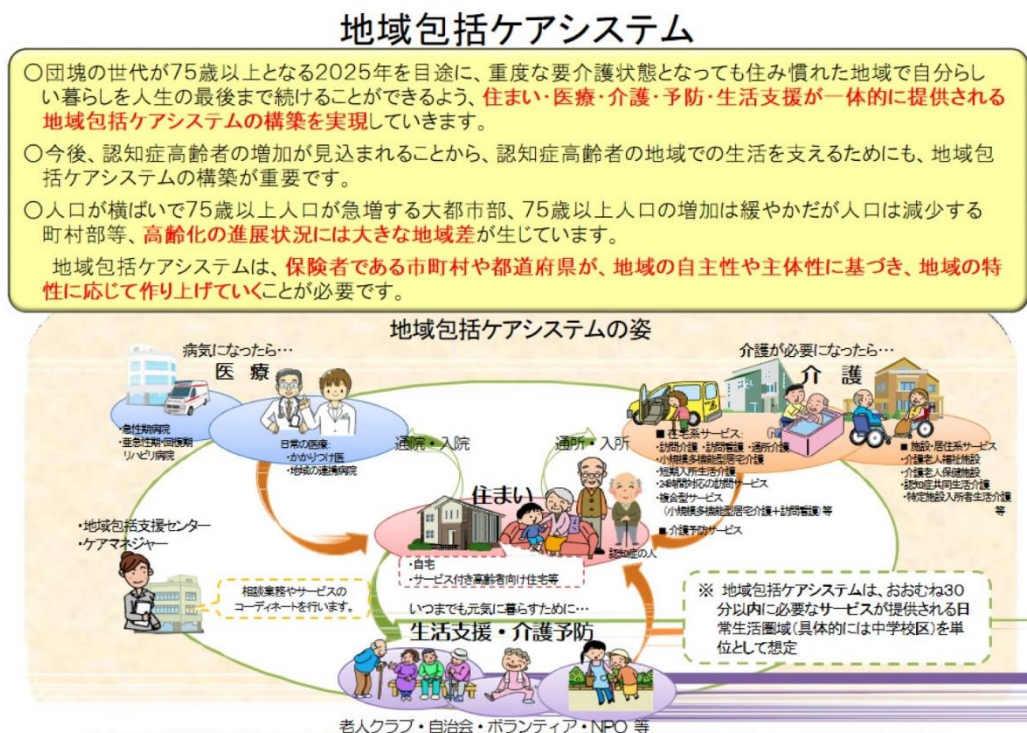 地域包括ケアシステム
○団塊の世代が75歳以上となる2025年を目途に、重度な要介護状態となっても住み慣れた地域で自分らし
い暮らしを人生の最後まで続けることができるよう、住まい・医療・介護・予防・生活支援が一体的に提供される
地域包括ケアシステムの構築を実現していきます。
○今後、認知症高齢者の増加が見込まれることから、認知症高齢者の地域での生活を支えるためにも、地域包
括ケアシステムの構築が重要です。
○人口が横ばいで75歳以上人口が急増する大都市部、75歳以上人口の増加は緩やかだが人口は減少する
町村部等、高齢化の進展状況には大きな地域差が生じています。
地域包括ケアシステムは、保険者である市町村や都道府県が、地域の自主性や主体性に基づき、地域の特
性に応じて作り上げていくことが必要です。
地域包括ケアシステムの姿
病気になったら…
医 療
・急性期病院
・亜急性期・回復期
リハビリ病院
日常の医療:
・かかりつけ医
・地域の連携病院
通院・入院
介護が必要になったら…
介 護
■在宅系サービス:
・訪問介護・訪問看護・通所介護
・小規模多機能型居宅介護
・短期入所生活介護
・24時間対応の訪問サービス
・複合型サービス
(小規模多機能型居宅介護+訪問看護)等
■介護予防サービス
■施設・居住系サービス
・介護老人福祉施設
・介護老人保健施設
・認知症共同生活介護
・特定施設入所者生活介護
等
通所・入所
住まい
認知症の人
・自宅
・サービス付き高齢者向け住宅等
・地域包括支援センター
・ケアマネジャー
相談業務やサービスの
コーディネートを行います。
いつまでも元気に暮らすために…
生活支援・介護予防
老人クラブ・自治会・ボランティア・NPO 等
※ 地域包括ケアシステムは、おおむね30
分以内に必要なサービスが提供される日
常生活圏域(具体的には中学校区)を単
位として想定